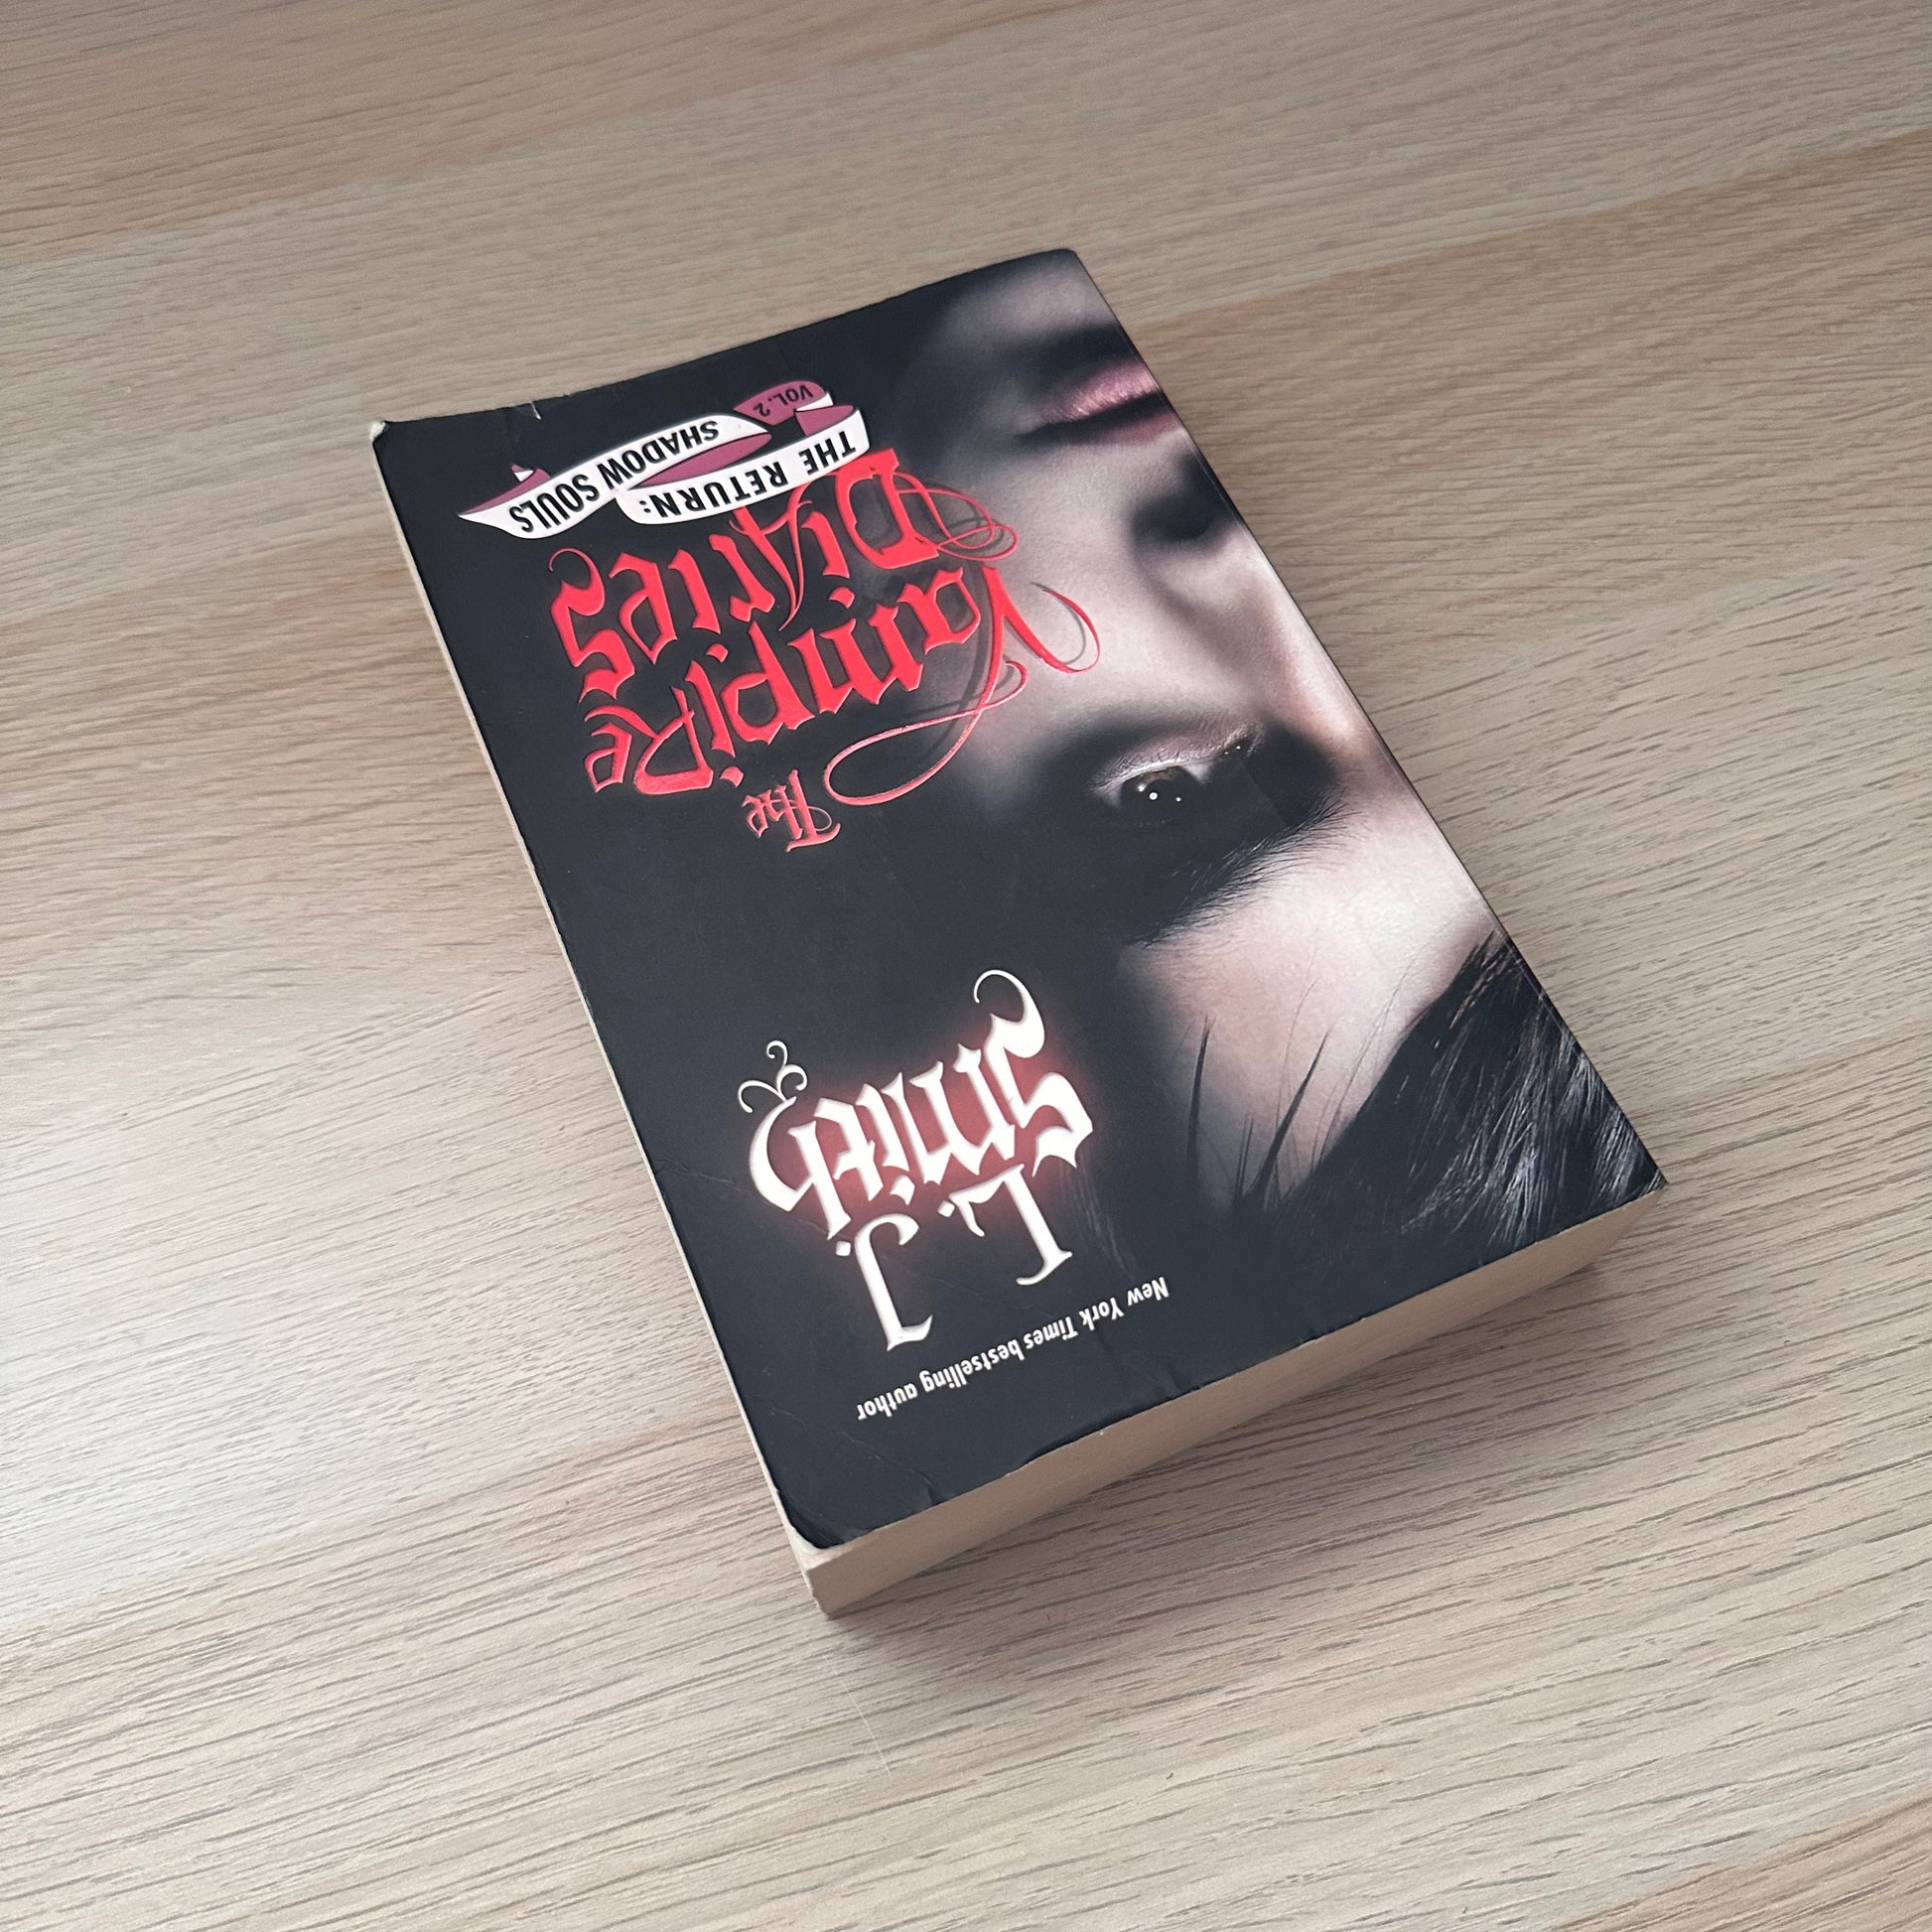 New York Times bestselling author
L. J.
Smith
The
VampiRe
DiAries
THE RETURN:
SHADOW SOULS
VOL. 2